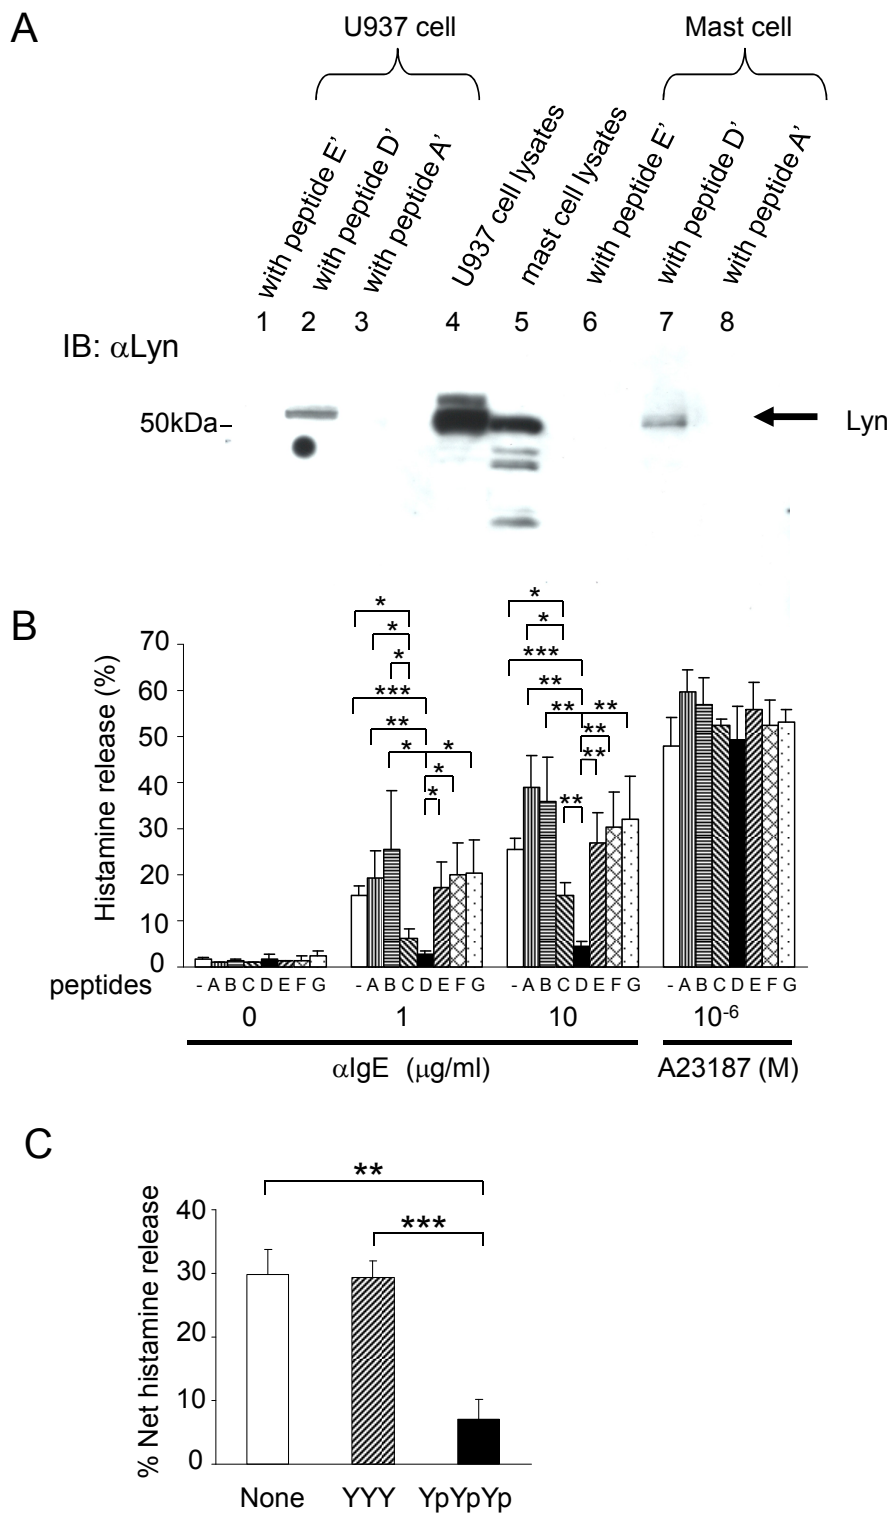 A
U937 cell
Mast cell
with peptide E’
with peptide D’
with peptide A’
U937 cell lysates
mast cell lysates
with peptide E’
with peptide D’
with peptide A’
1 2 3 4 5 6 7 8
IB: αLyn
50kDa–
Lyn
B
* *
* *
* ***
*** **
** ** **
* * **
* **
* **
Histamine release (%)
70
60
50
40
30
20
10
0
peptides - A B C D E F G - A B C D E F G - A B C D E F G - A B C D E F G
0 1 10 10-6
αIgE (μg/ml) A23187 (M)
C
**
***
% Net histamine release
40
30
20
10
0
None YYY YpYpYp